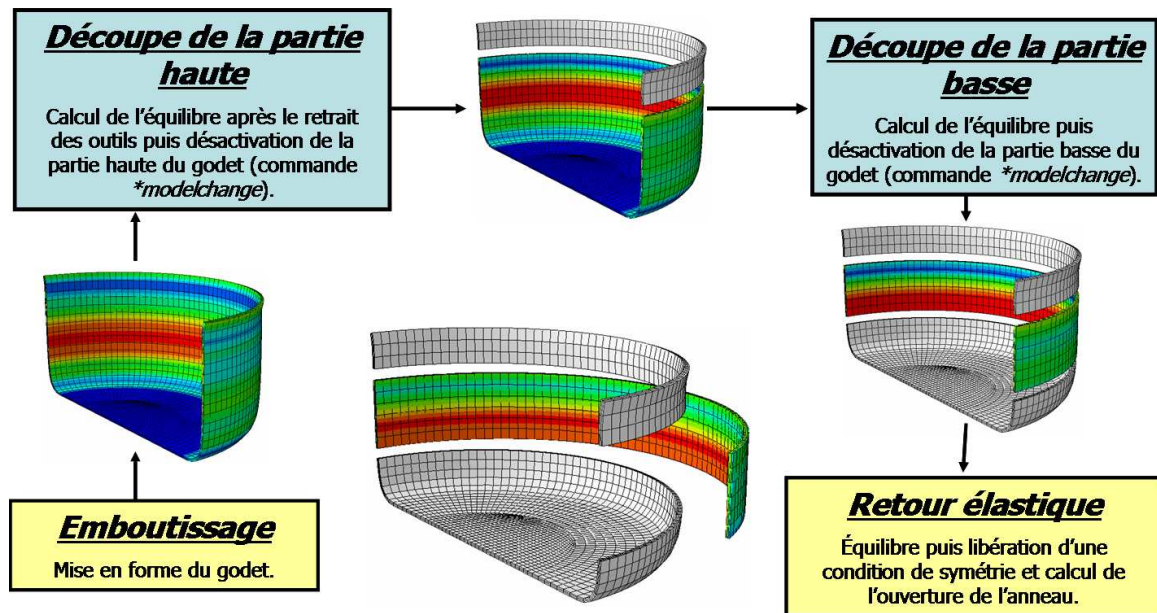 Découpe de la partie
haute
Calcul de l'équilibre après le retrait
des outils puis désactivation de la
partie haute du godet (commande
*modelchange).
Découpe de la partie
basse
Calcul de l'équilibre puis
désactivation de la partie basse du
godet (commande *modelchange).
Emboutissage
Mise en forme du godet.
Retour élastique
Équilibre puis libération d'une
condition de symétrie et calcul de
l'ouverture de l'anneau.